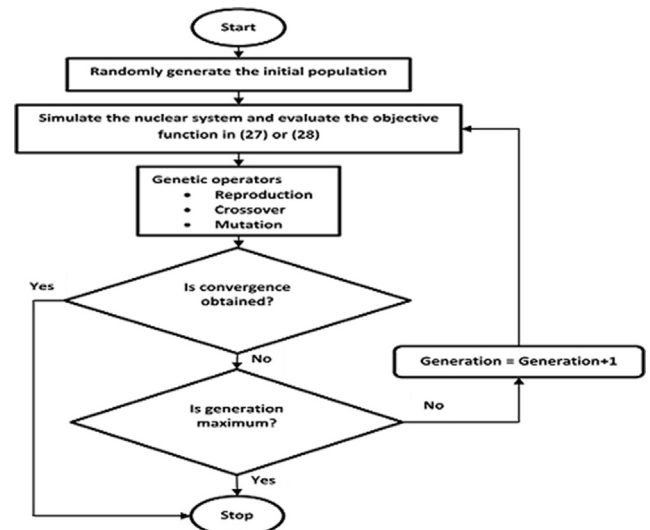 Start
Randomly generate the initial population
Simulate the nuclear system and evaluate the objective
function in (27) or (28)
Genetic operators
• Reproduction
• Crossover
• Mutation
Yes
Is convergence
obtained?
No
Generation = Generation+1
Is generation
maximum?
No
Yes
Stop